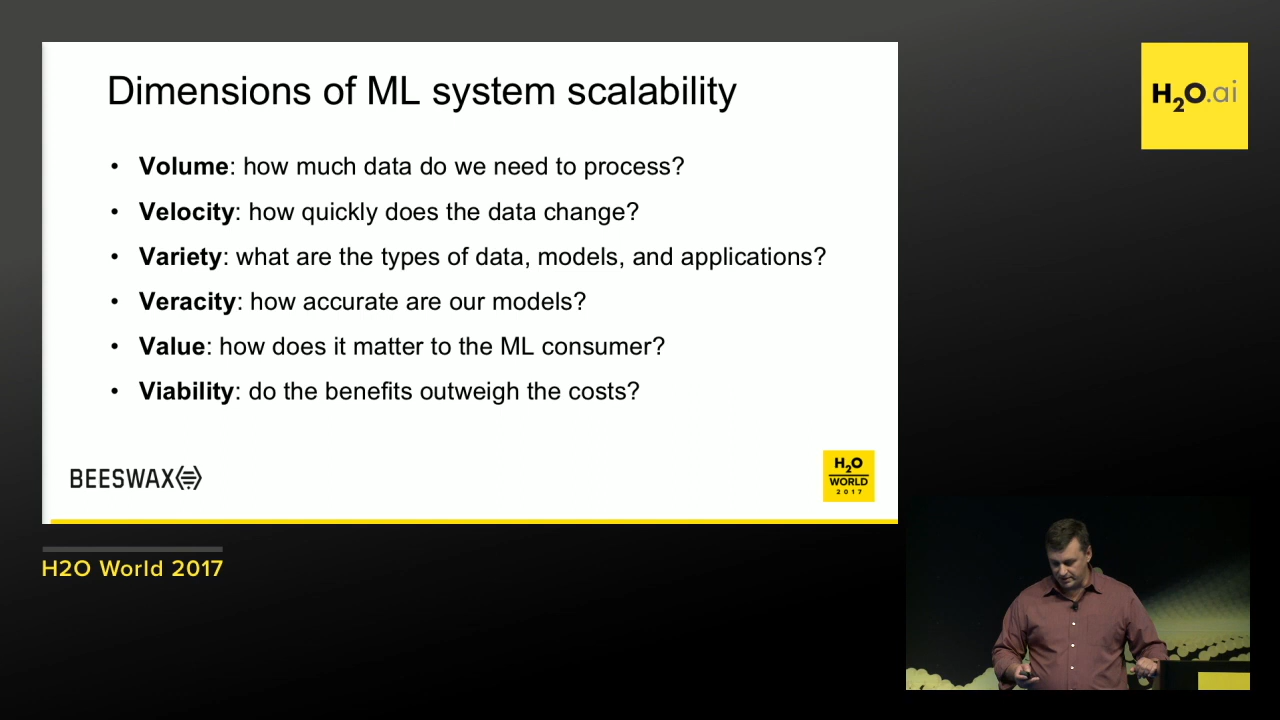 Dimensions of ML system scalability
• Volume: how much data do we need to process?
• Velocity: how quickly does the data change?
• Variety: what are the types of data, models, and applications?
• Veracity: how accurate are our models?
• Value: how does it matter to the ML consumer?
• Viability: do the benefits outweigh the costs?
BEESWAX
H2O
WORLD
2017
H2O.ai
H2O World 2017